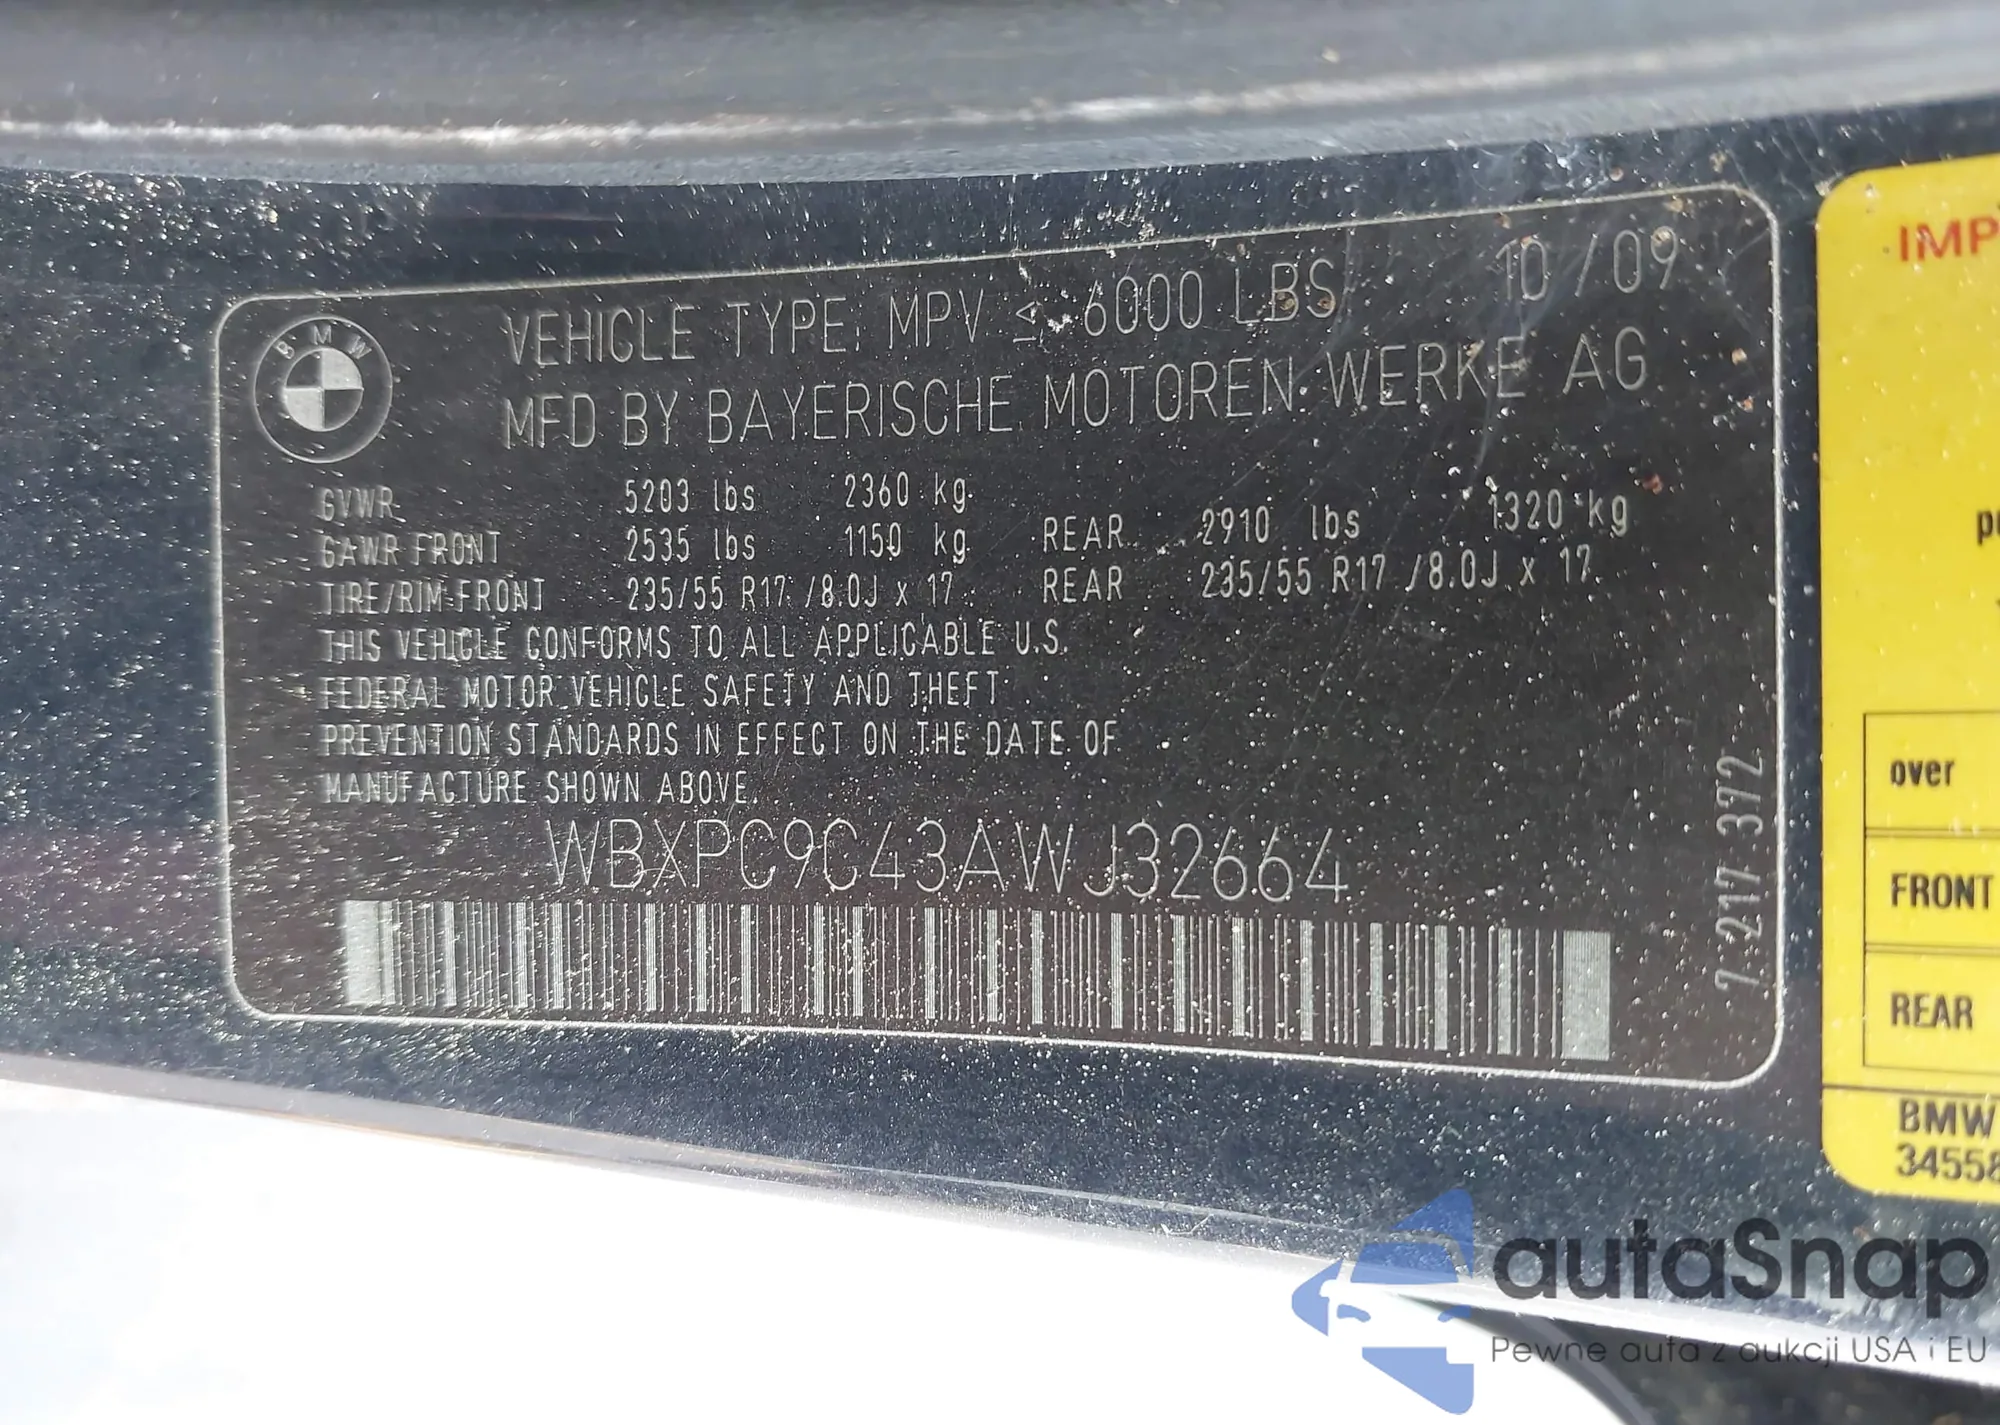 BMW
VEHICLE TYPE MPV ≤ 6000 LBS 10 /09
MFD BY BAYERISCHE MOTOREN WERKE AG
GVWR 5203 lbs 2360 kg
GAWR FRONT 2535 lbs 1150 kg REAR 2910 lbs 1320 kg
TIRE/RIM FRONT 235/55 R17 /8.0J x 17 REAR 235/55 R17 /8.0J x 17
THIS VEHICLE CONFORMS TO ALL APPLICABLE U.S.
FEDERAL MOTOR VEHICLE SAFETY AND THEFT
PREVENTION STANDARDS IN EFFECT ON THE DATE OF
MANUFACTURE SHOWN ABOVE.
WBXPC9C43AWJ32664
7 217 372
IMP
over
FRONT
REAR
BMW
34558
autaSnap
Pewne auta z aukcji USA i EU